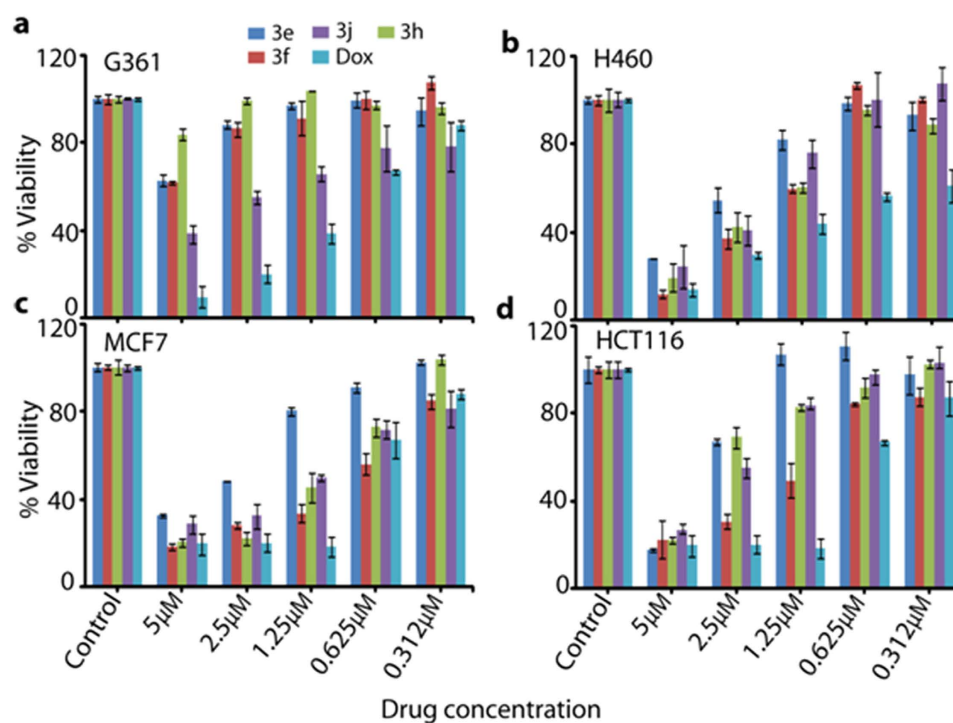 a
3e 3j 3h
3f Dox
b
120
G361
120
H460
80
80
% Viability
40
40
0
0
c
d
120
MCF7
120
HCT116
80
80
% Viability
40
40
0
0
Control 5µM 2.5µM 1.25µM 0.625µM 0.312µM
Control 5µM 2.5µM 1.25µM 0.625µM 0.312µM
Drug concentration